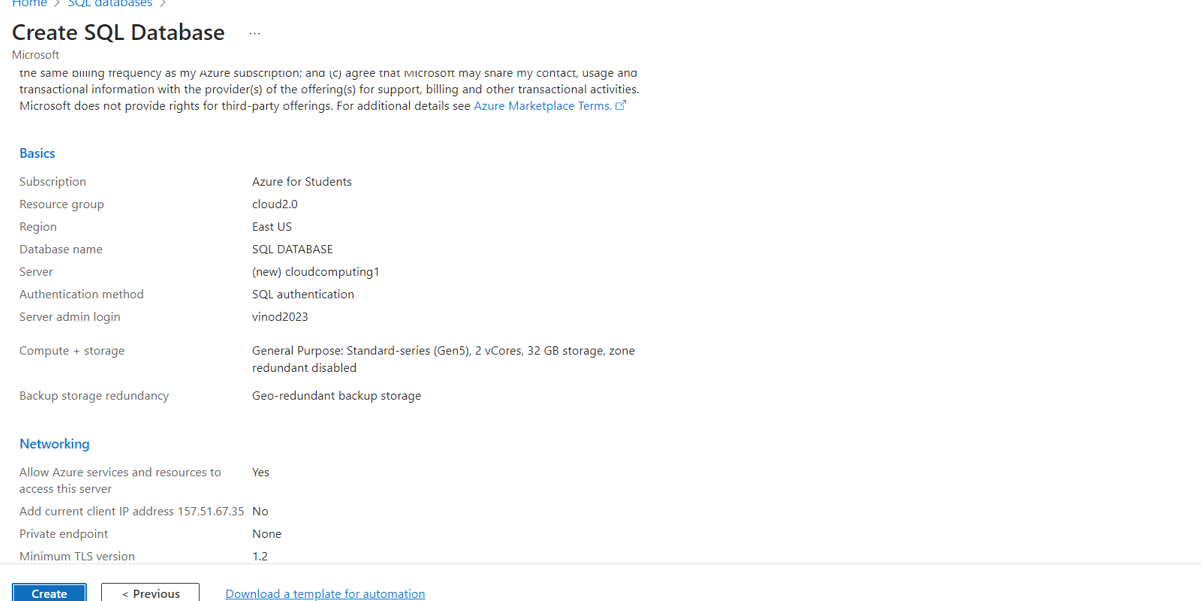 Home > SQL databases >
Create SQL Database ...
Microsoft
the same billing frequency as my Azure subscription; and (c) agree that Microsoft may share my contact, usage and
transactional information with the provider(s) of the offering(s) for support, billing and other transactional activities.
Microsoft does not provide rights for third-party offerings. For additional details see Azure Marketplace Terms.
Basics
Subscription Azure for Students
Resource group cloud2.0
Region East US
Database name SQL DATABASE
Server (new) cloudcomputing1
Authentication method SQL authentication
Server admin login vinod2023
Compute + storage General Purpose: Standard-series (Gen5), 2 vCores, 32 GB storage, zone
redundant disabled
Backup storage redundancy Geo-redundant backup storage
Networking
Allow Azure services and resources to Yes
access this server
Add current client IP address 157.51.67.35 No
Private endpoint None
Minimum TLS version 1.2
Create < Previous Download a template for automation